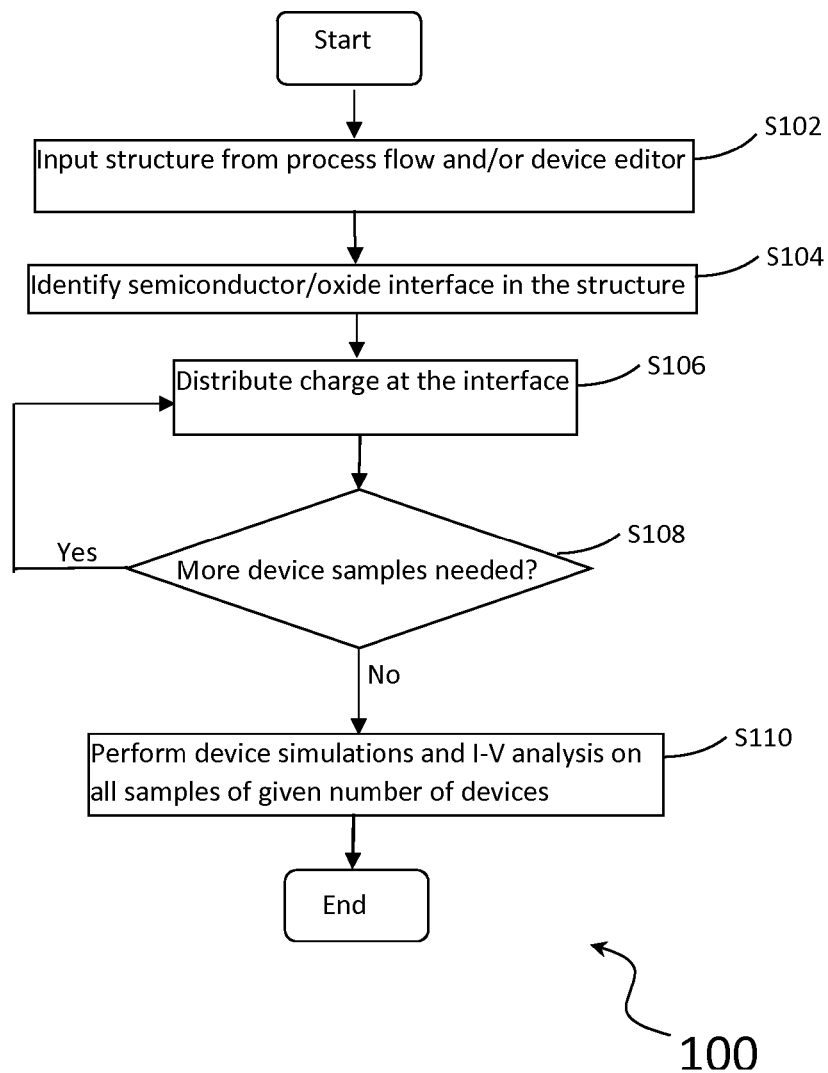 Start
S102
Input structure from process flow and/or device editor
S104
Identify semiconductor/oxide interface in the structure
S106
Distribute charge at the interface
S108
Yes
More device samples needed?
No
S110
Perform device simulations and I-V analysis on
all samples of given number of devices
End
100